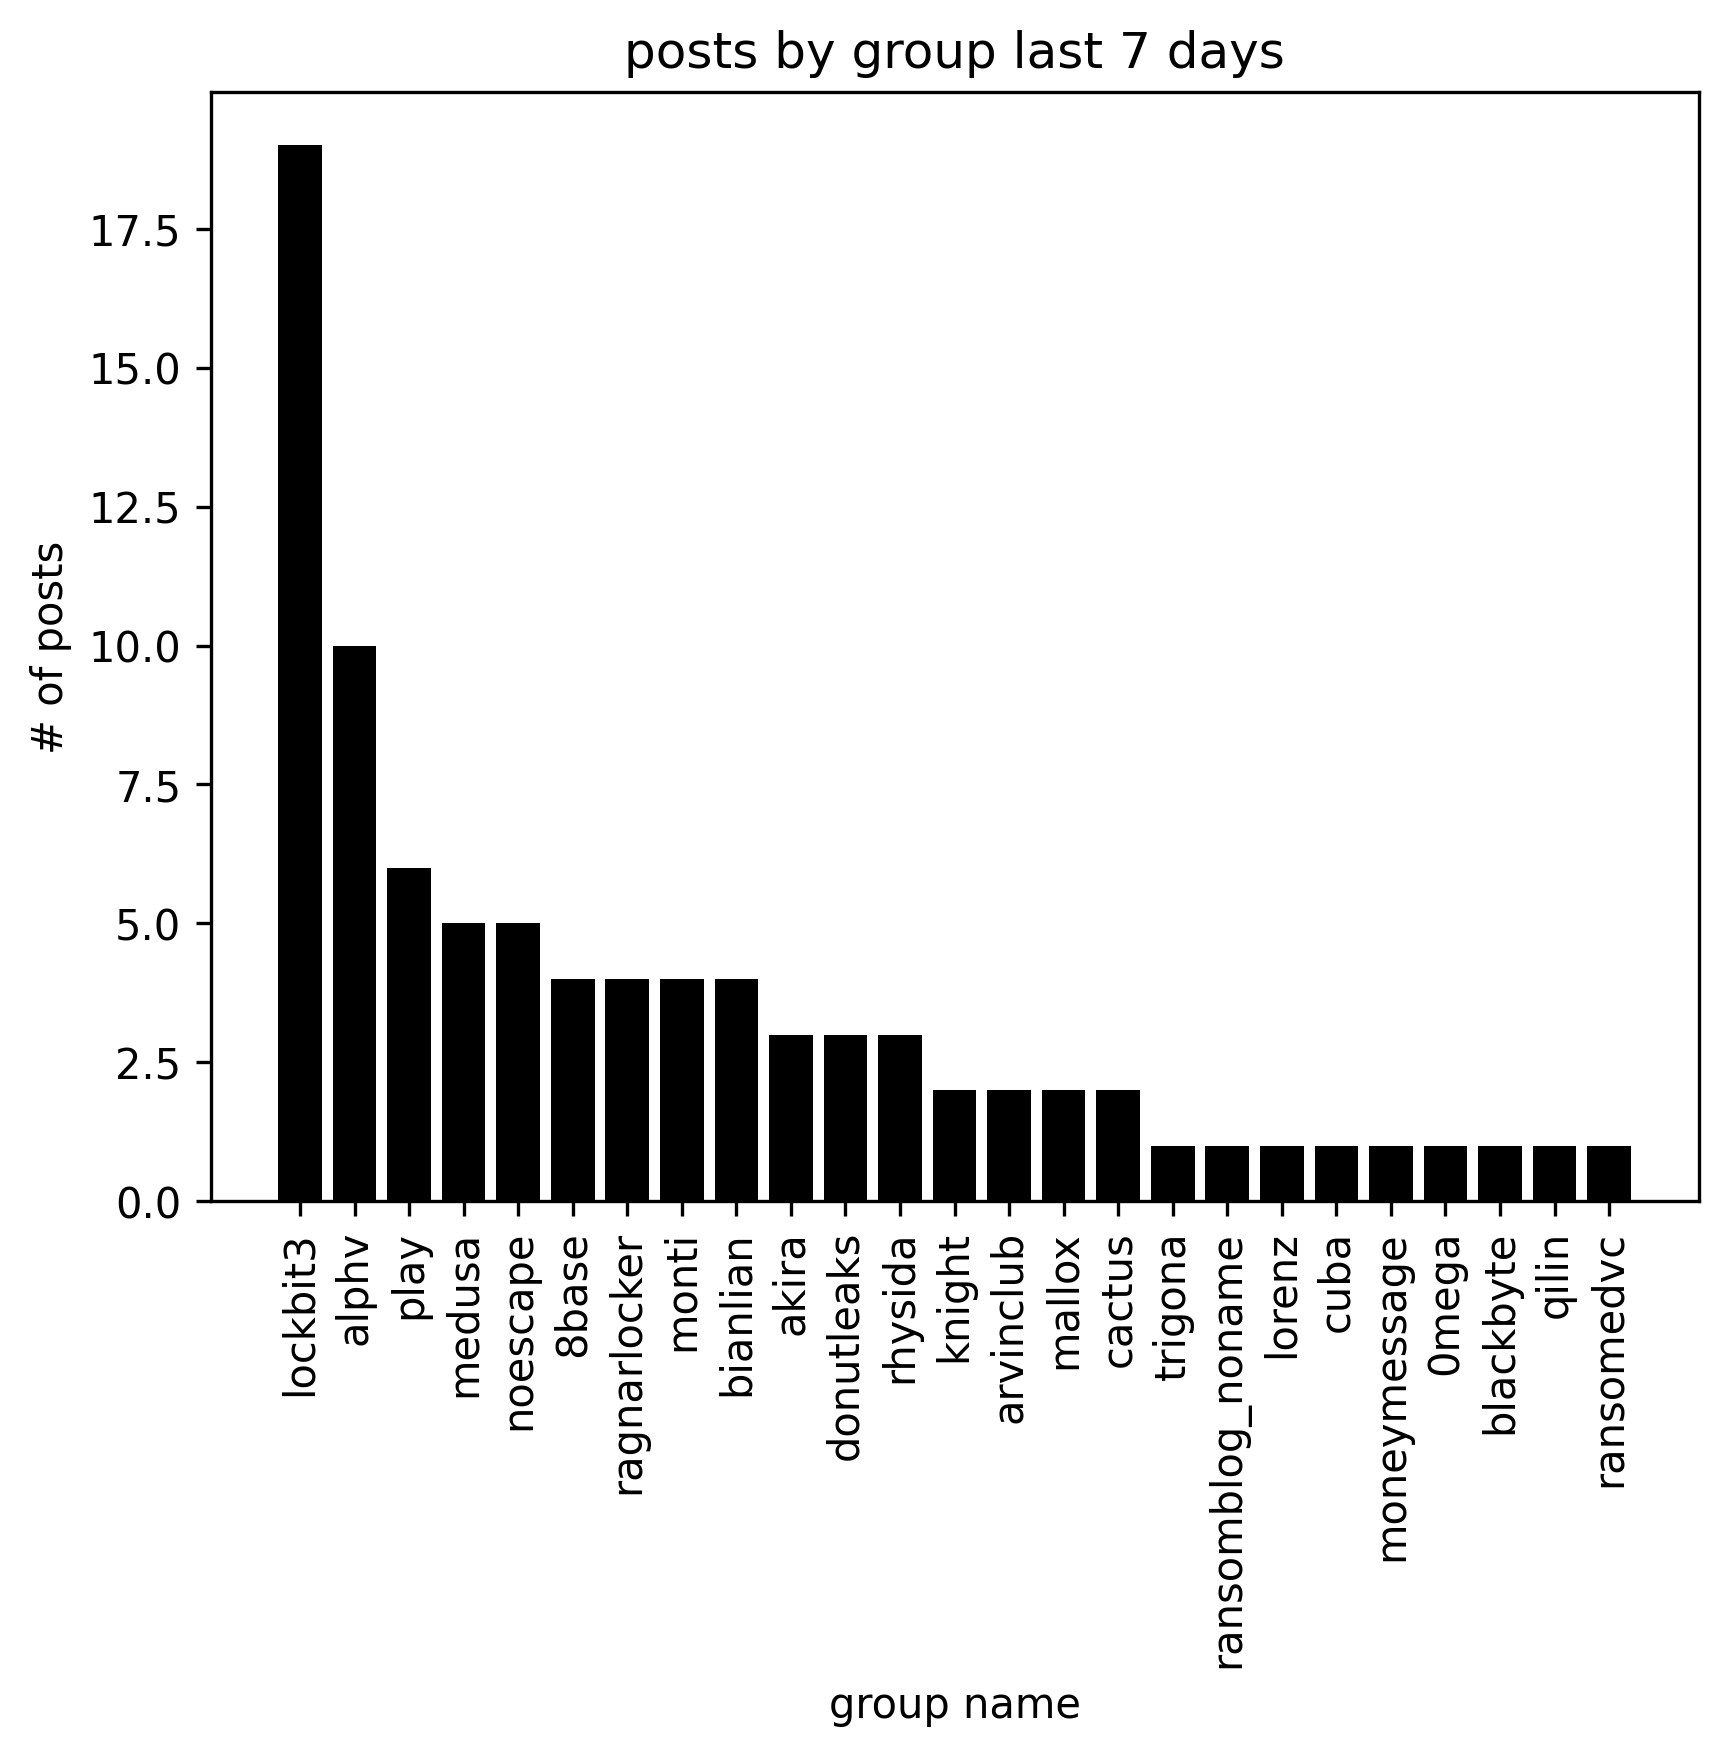 posts by group last 7 days
# of posts
17.5
15.0
12.5
10.0
7.5
5.0
2.5
0.0
lockbit3
alphv
play
medusa
noescape
8base
ragnarlocker
monti
bianlian
akira
donutleaks
rhysida
knight
arvinclub
mallox
cactus
trigona
ransomblog_noname
lorenz
cuba
moneymessage
0mega
blackbyte
qilin
ransomedvc
group name